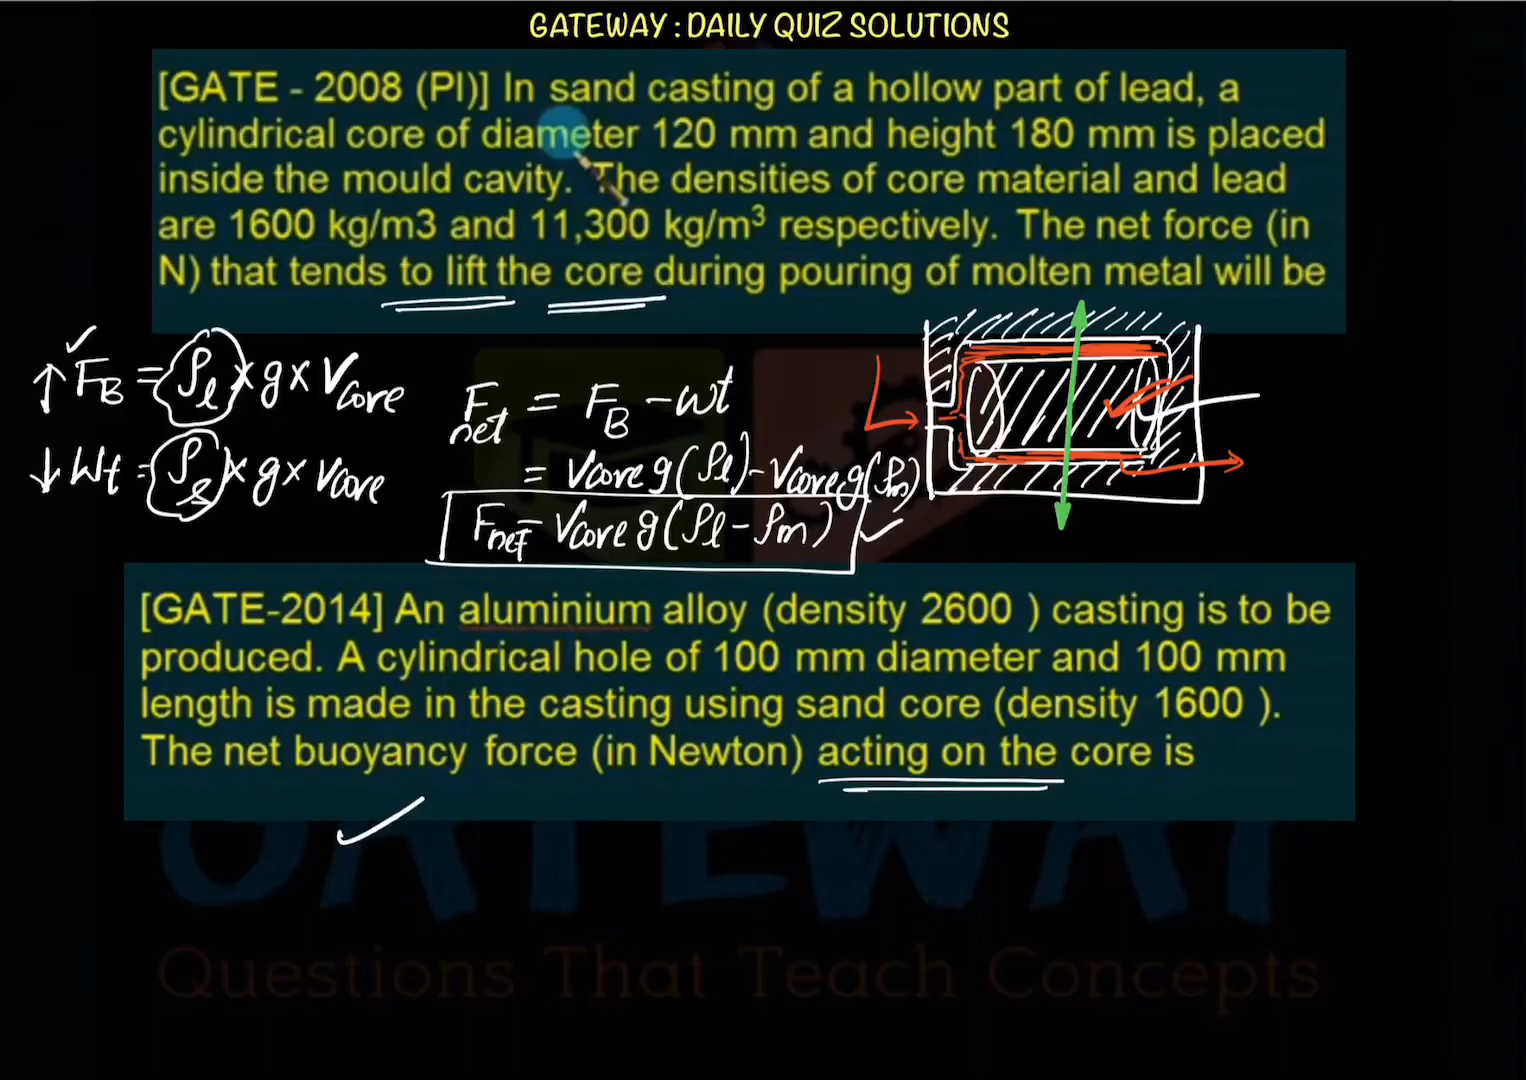 GATEWAY : DAILY QUIZ SOLUTIONS
[GATE - 2008 (PI)] In sand casting of a hollow part of lead, a
cylindrical core of diameter 120 mm and height 180 mm is placed
inside the mould cavity. The densities of core material and lead
are 1600 kg/m3 and 11,300 kg/m³ respectively. The net force (in
N) that tends to lift the core during pouring of molten metal will be
↑ F_B = ρ_l × g × V_core
↓ Wt = ρ_s × g × V_core
F_net = F_B - wt
= V_core g (ρ_l) - V_core g (ρ_m)
F_net = V_core g (ρ_l - ρ_m)
[GATE-2014] An aluminium alloy (density 2600 ) casting is to be
produced. A cylindrical hole of 100 mm diameter and 100 mm
length is made in the casting using sand core (density 1600 ).
The net buoyancy force (in Newton) acting on the core is
GATEWAY
Questions That Teach Concepts